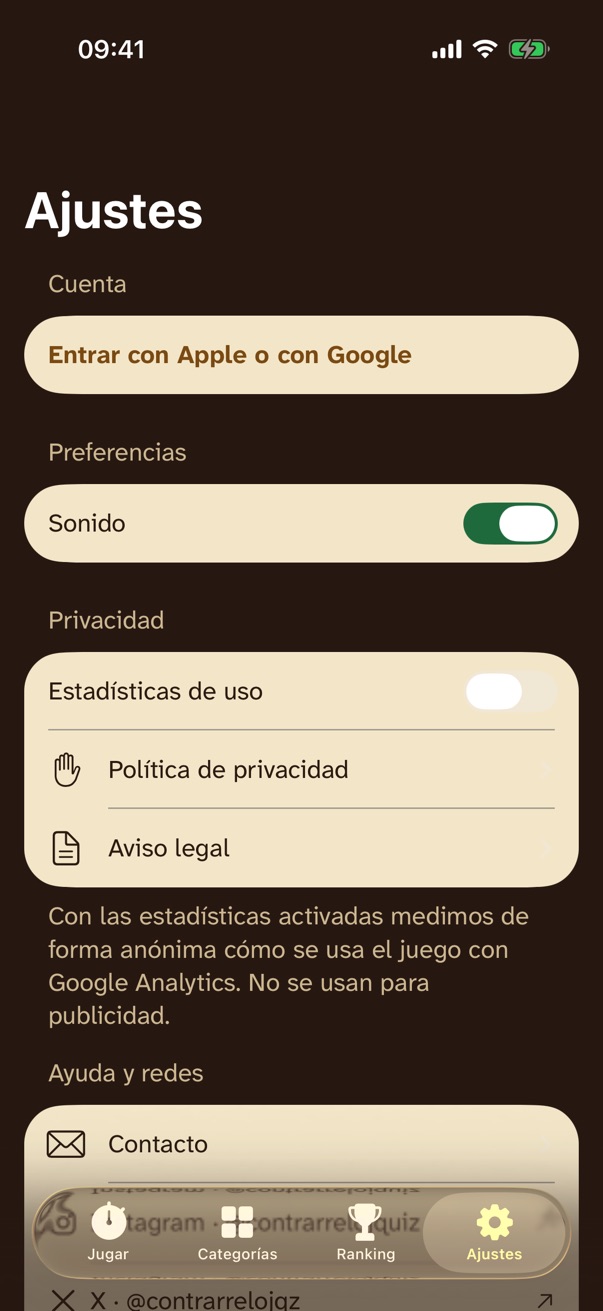 09:41
Ajustes
Cuenta
Entrar con Apple o con Google
Preferencias
Sonido
Privacidad
Estadísticas de uso
Política de privacidad
Aviso legal
Con las estadísticas activadas medimos de
forma anónima cómo se usa el juego con
Google Analytics. No se usan para
publicidad.
Ayuda y redes
Contacto
Jugar
Categorías
Ranking
Ajustes
X · @contrarrelojqz